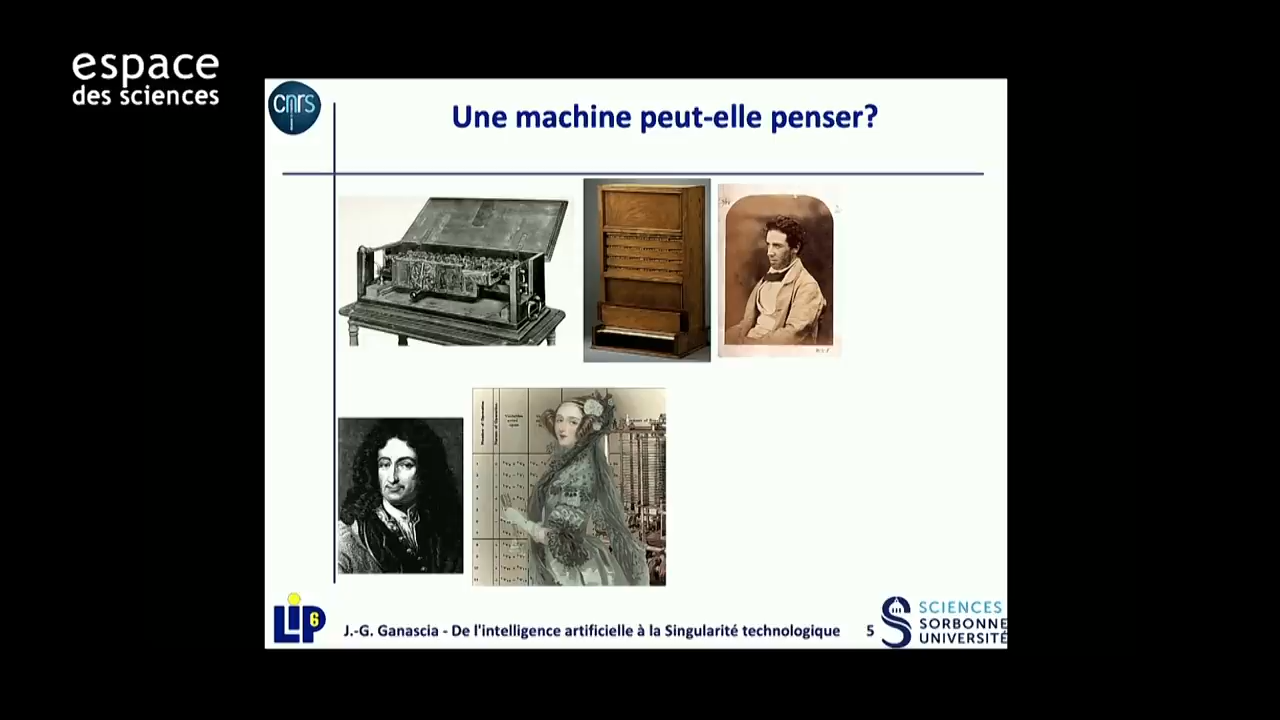 espace
des sciences
cnrs
Une machine peut-elle penser?
LIP6
J.-G. Ganascia - De l'intelligence artificielle à la Singularité technologique
5
SCIENCES
SORBONNE
UNIVERSITÉ